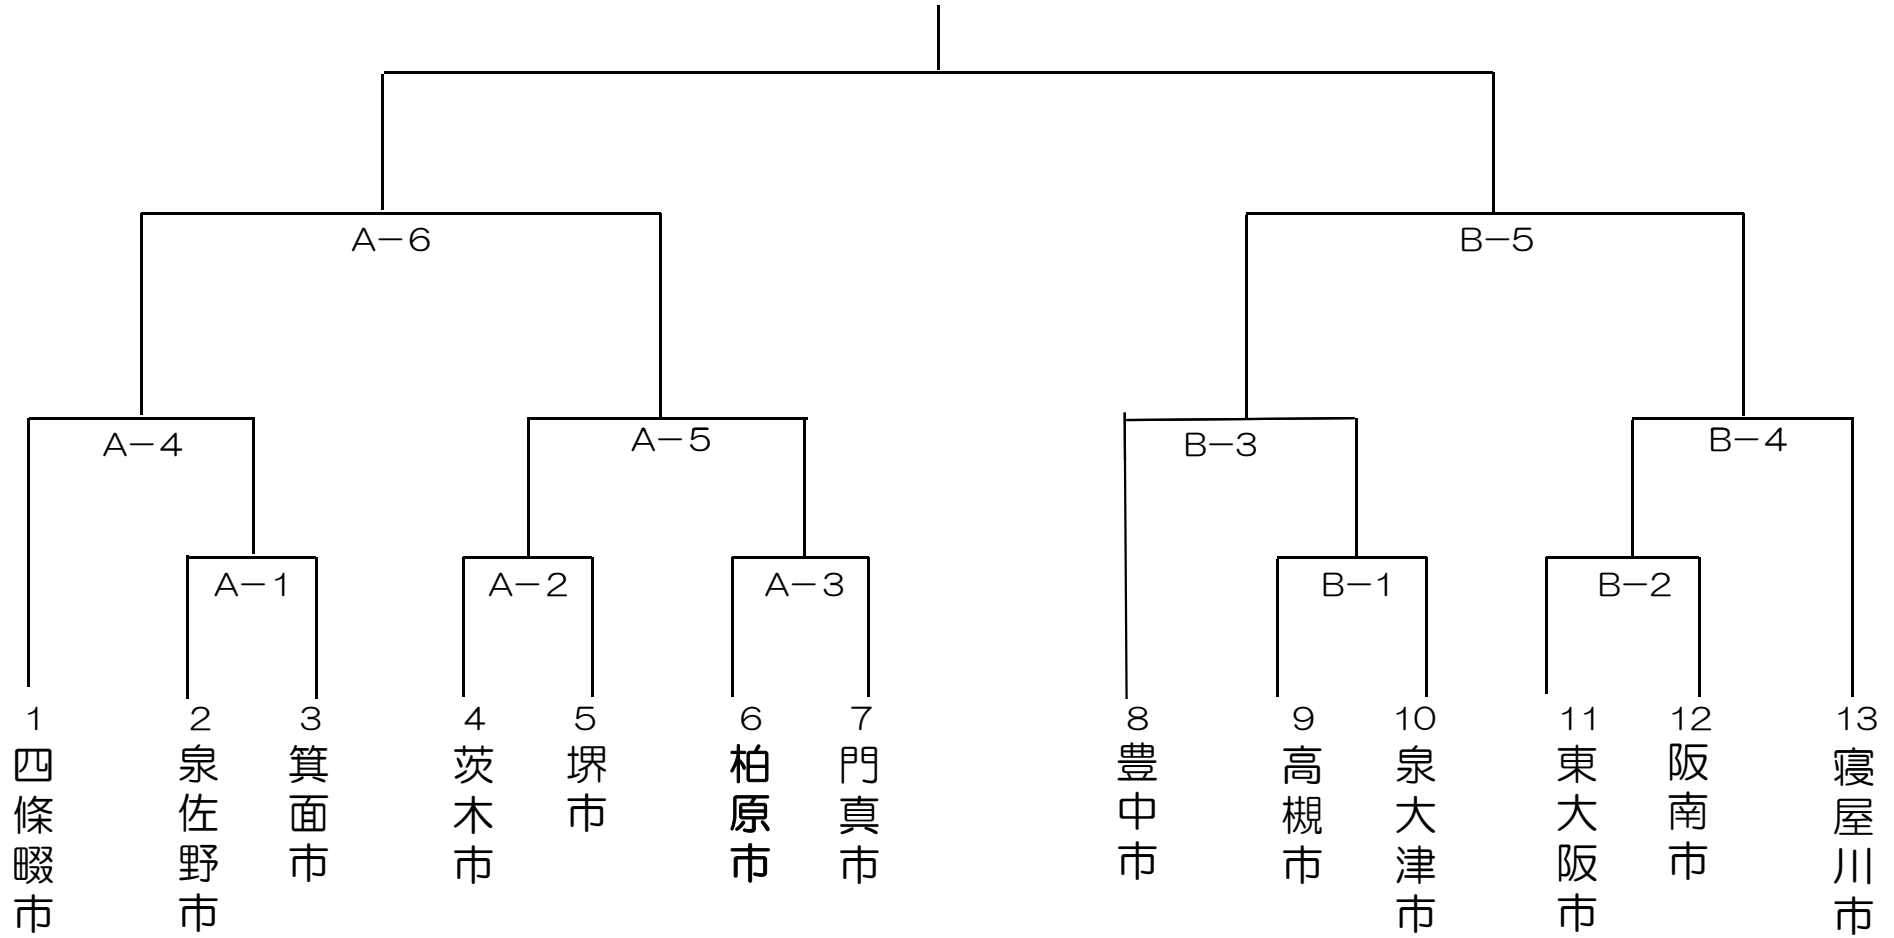 A－6
B－5
A－4
A－5
B－3
B－4
A－1
A－2
A－3
B－1
B－2
1
四條畷市
2
泉佐野市
3
箕面市
4
茨木市
5
堺市
6
柏原市
7
門真市
8
豊中市
9
高槻市
10
泉大津市
11
東大阪市
12
阪南市
13
寝屋川市